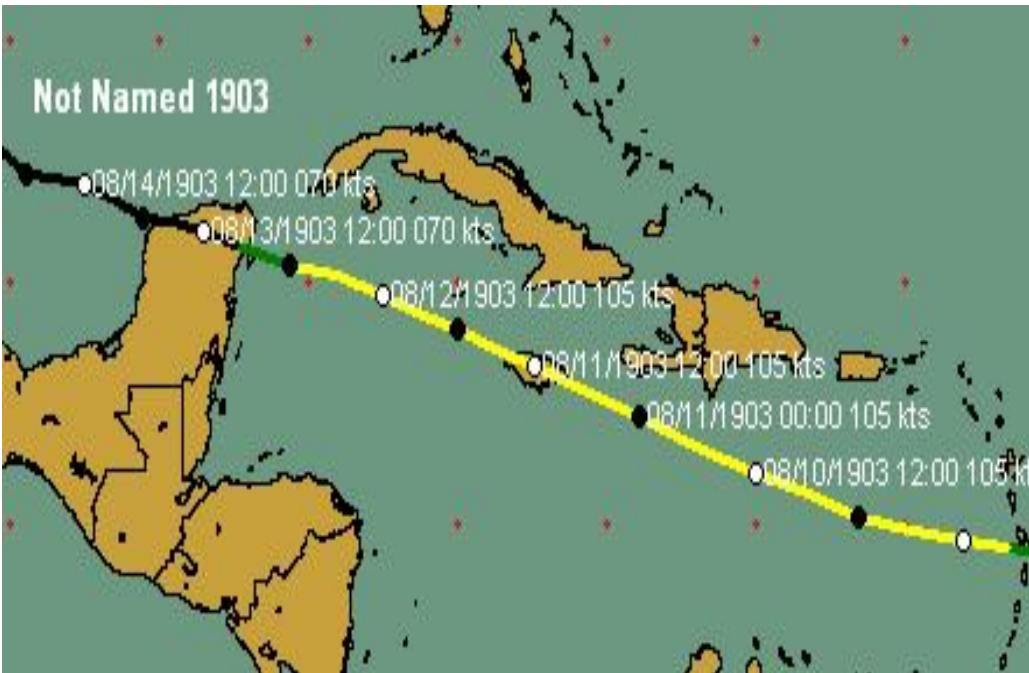 Not Named 1903
08/14/1903 12:00 070 kts
08/13/1903 12:00 070 kts
08/12/1903 12:00 105 kts
08/11/1903 12:00 105 kts
08/11/1903 00:00 105 kts
08/10/1903 12:00 105 kt